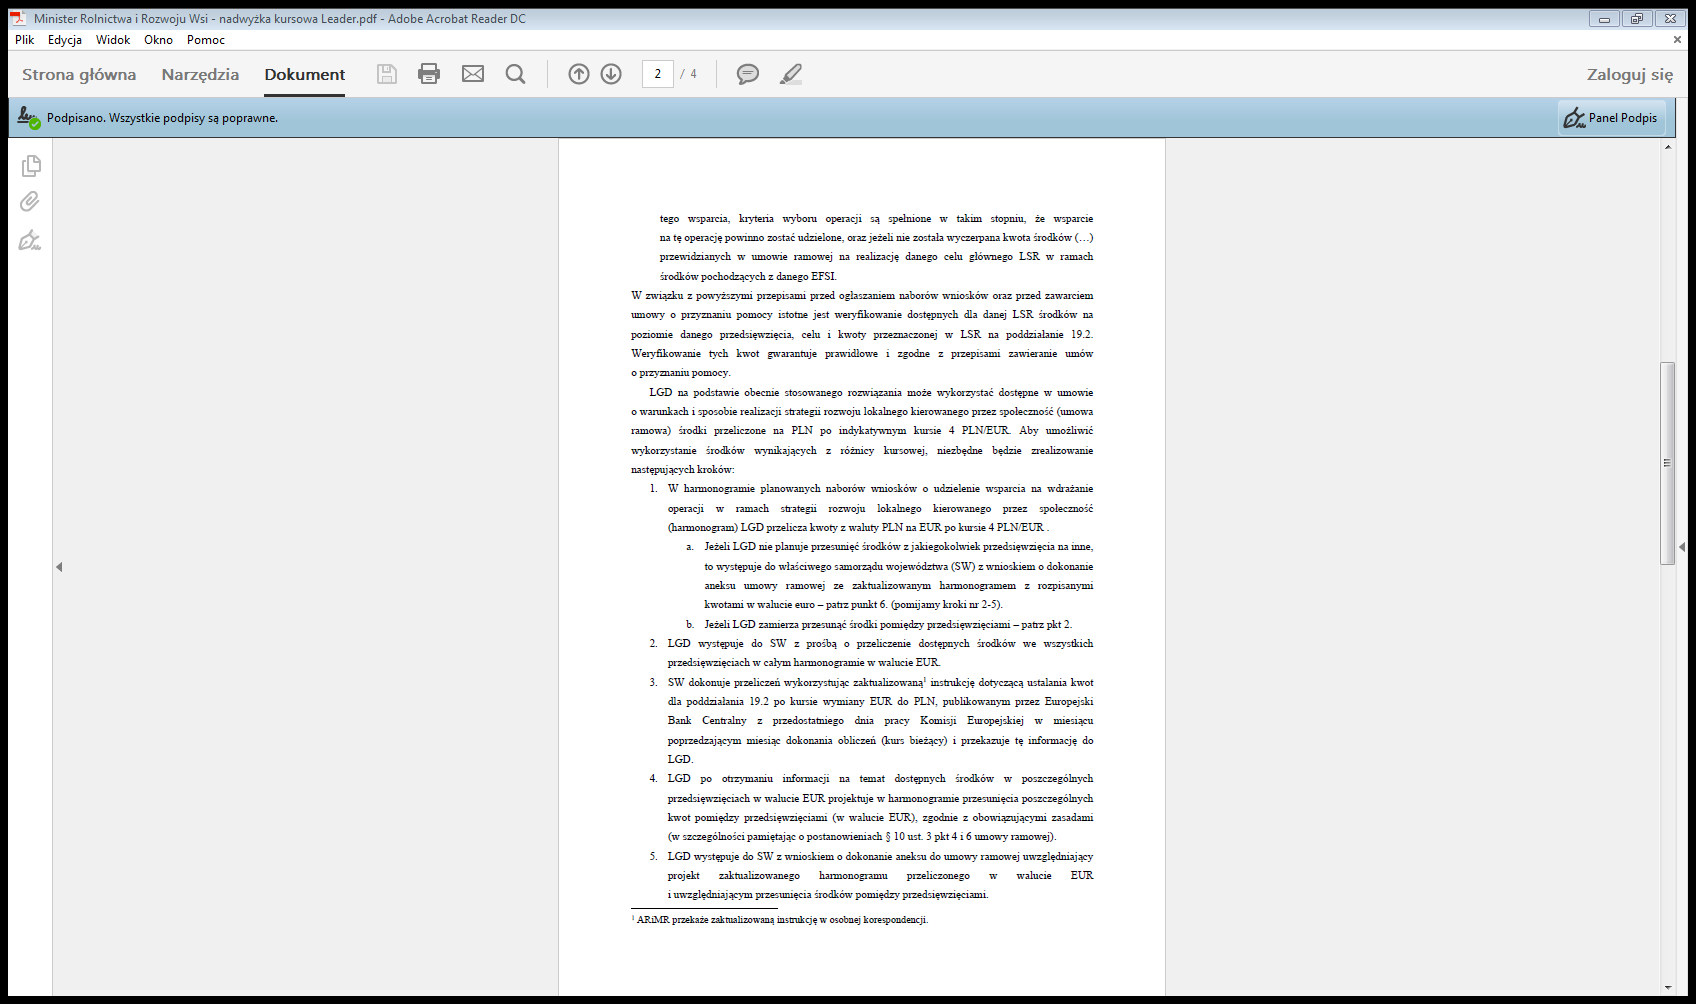 Minister Rolnictwa i Rozwoju Wsi - nadwyżka kursowa Leader.pdf - Adobe Acrobat Reader DC
Plik Edycja Widok Okno Pomoc
Strona główna Narzędzia Dokument 2 / 4 Zaloguj się
Podpisano. Wszystkie podpisy są poprawne. Panel Podpis
tego wsparcia, kryteria wyboru operacji są spełnione w takim stopniu, że wsparcie
na tę operację powinno zostać udzielone, oraz jeżeli nie została wyczerpana kwota środków (…)
przewidzianych w umowie ramowej na realizację danego celu głównego LSR w ramach
środków pochodzących z danego EFSI.
W związku z powyższymi przepisami przed ogłaszaniem naborów wniosków oraz przed zawarciem
umowy o przyznaniu pomocy istotne jest weryfikowanie dostępnych dla danej LSR środków na
poziomie danego przedsięwzięcia, celu i kwoty przeznaczonej w LSR na poddziałanie 19.2.
Weryfikowanie tych kwot gwarantuje prawidłowe i zgodne z przepisami zawieranie umów
o przyznaniu pomocy.
LGD na podstawie obecnie stosowanego rozwiązania może wykorzystać dostępne w umowie
o warunkach i sposobie realizacji strategii rozwoju lokalnego kierowanego przez społeczność (umowa
ramowa) środki przeliczone na PLN po indykatywnym kursie 4 PLN/EUR. Aby umożliwić
wykorzystanie środków wynikających z różnicy kursowej, niezbędne będzie zrealizowanie
następujących kroków:
1. W harmonogramie planowanych naborów wniosków o udzielenie wsparcia na wdrażanie
operacji w ramach strategii rozwoju lokalnego kierowanego przez społeczność
(harmonogram) LGD przelicza kwoty z waluty PLN na EUR po kursie 4 PLN/EUR .
a. Jeżeli LGD nie planuje przesunięć środków z jakiegokolwiek przedsięwzięcia na inne,
to występuje do właściwego samorządu województwa (SW) z wnioskiem o dokonanie
aneksu umowy ramowej ze zaktualizowanym harmonogramem z rozpisanymi
kwotami w walucie euro – patrz punkt 6. (pomijamy kroki nr 2-5).
b. Jeżeli LGD zamierza przesunąć środki pomiędzy przedsięwzięciami – patrz pkt 2.
2. LGD występuje do SW z prośbą o przeliczenie dostępnych środków we wszystkich
przedsięwzięciach w całym harmonogramie w walucie EUR.
3. SW dokonuje przeliczeń wykorzystując zaktualizowaną¹ instrukcję dotyczącą ustalania kwot
dla poddziałania 19.2 po kursie wymiany EUR do PLN, publikowanym przez Europejski
Bank Centralny z przedostatniego dnia pracy Komisji Europejskiej w miesiącu
poprzedzającym miesiąc dokonania obliczeń (kurs bieżący) i przekazuje tę informację do
LGD.
4. LGD po otrzymaniu informacji na temat dostępnych środków w poszczególnych
przedsięwzięciach w walucie EUR projektuje w harmonogramie przesunięcia poszczególnych
kwot pomiędzy przedsięwzięciami (w walucie EUR), zgodnie z obowiązującymi zasadami
(w szczególności pamiętając o postanowieniach § 10 ust. 3 pkt 4 i 6 umowy ramowej).
5. LGD występuje do SW z wnioskiem o dokonanie aneksu do umowy ramowej uwzględniający
projekt zaktualizowanego harmonogramu przeliczonego w walucie EUR
i uwzględniającym przesunięcia środków pomiędzy przedsięwzięciami.
¹ ARiMR przekaże zaktualizowaną instrukcję w osobnej korespondencji.